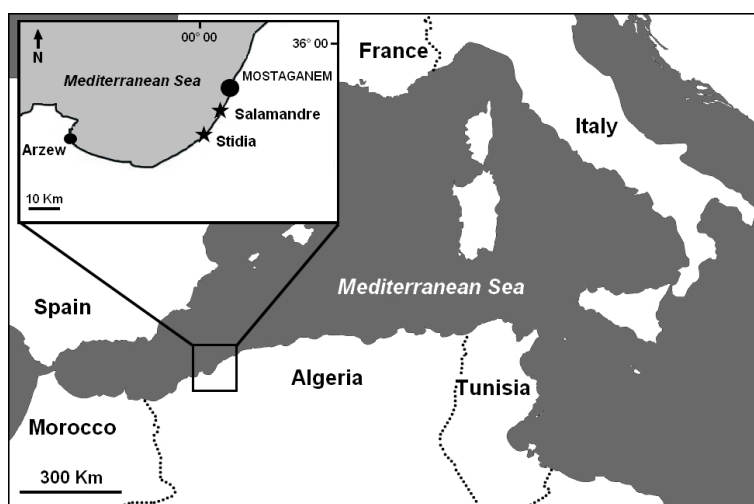 00° 00
36° 00
N
Mediterranean Sea
MOSTAGANEM
Salamandre
Stidia
Arzew
10 Km
France
Italy
Mediterranean Sea
Spain
Algeria
Tunisia
Morocco
300 Km